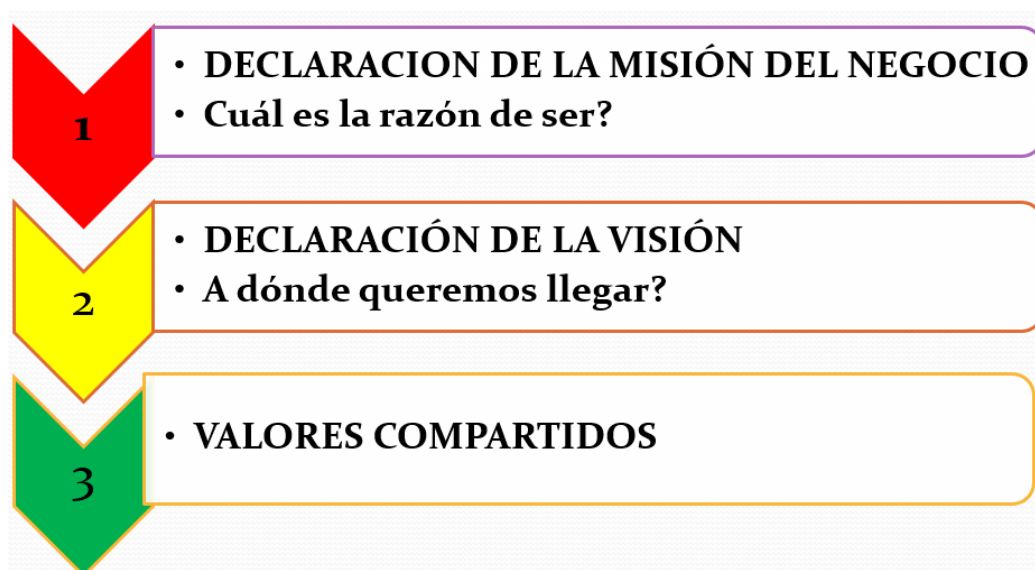 1
• DECLARACION DE LA MISIÓN DEL NEGOCIO
• Cuál es la razón de ser?
2
• DECLARACIÓN DE LA VISIÓN
• A dónde queremos llegar?
3
• VALORES COMPARTIDOS